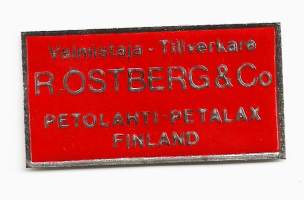 Valmistaja - Tillverkare
R.OSTBERG & Co
PETOLAHTI-PETALAX
FINLAND